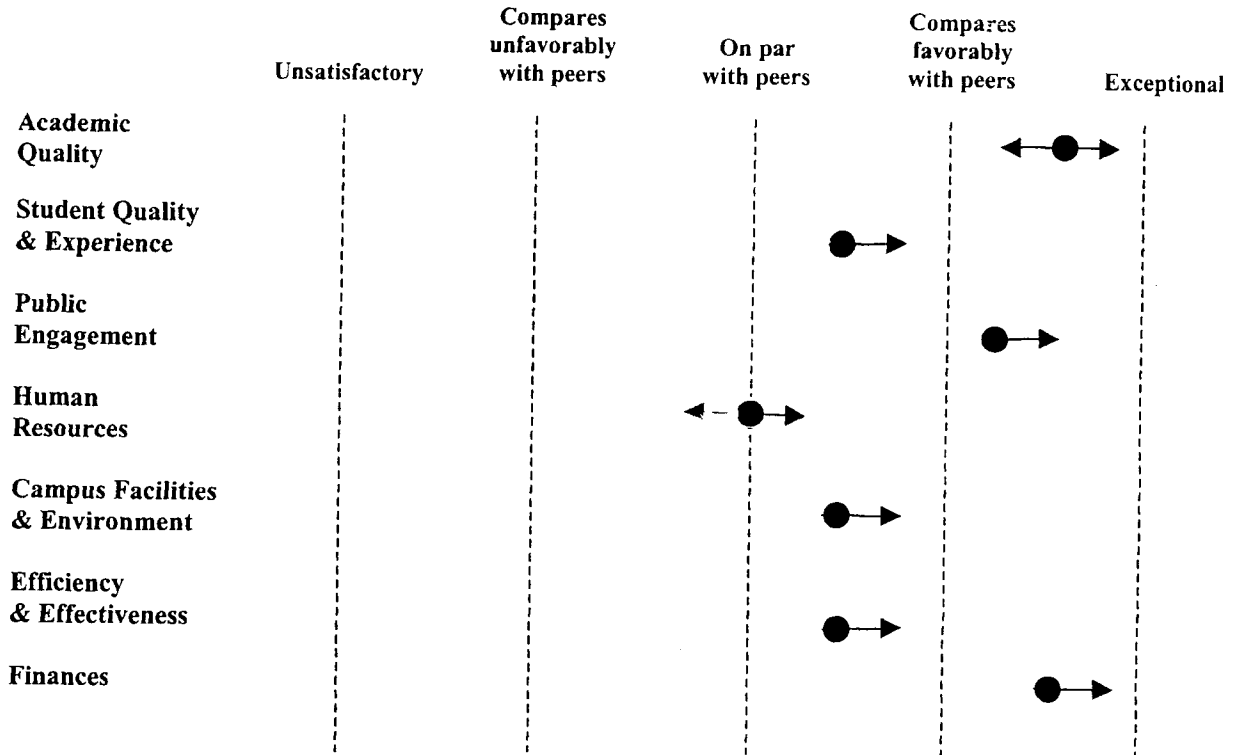 Unsatisfactory
Compares
unfavorably
with peers
On par
with peers
Compares
favorably
with peers
Exceptional
Academic
Quality
Student Quality
& Experience
Public
Engagement
Human
Resources
Campus Facilities
& Environment
Efficiency
& Effectiveness
Finances